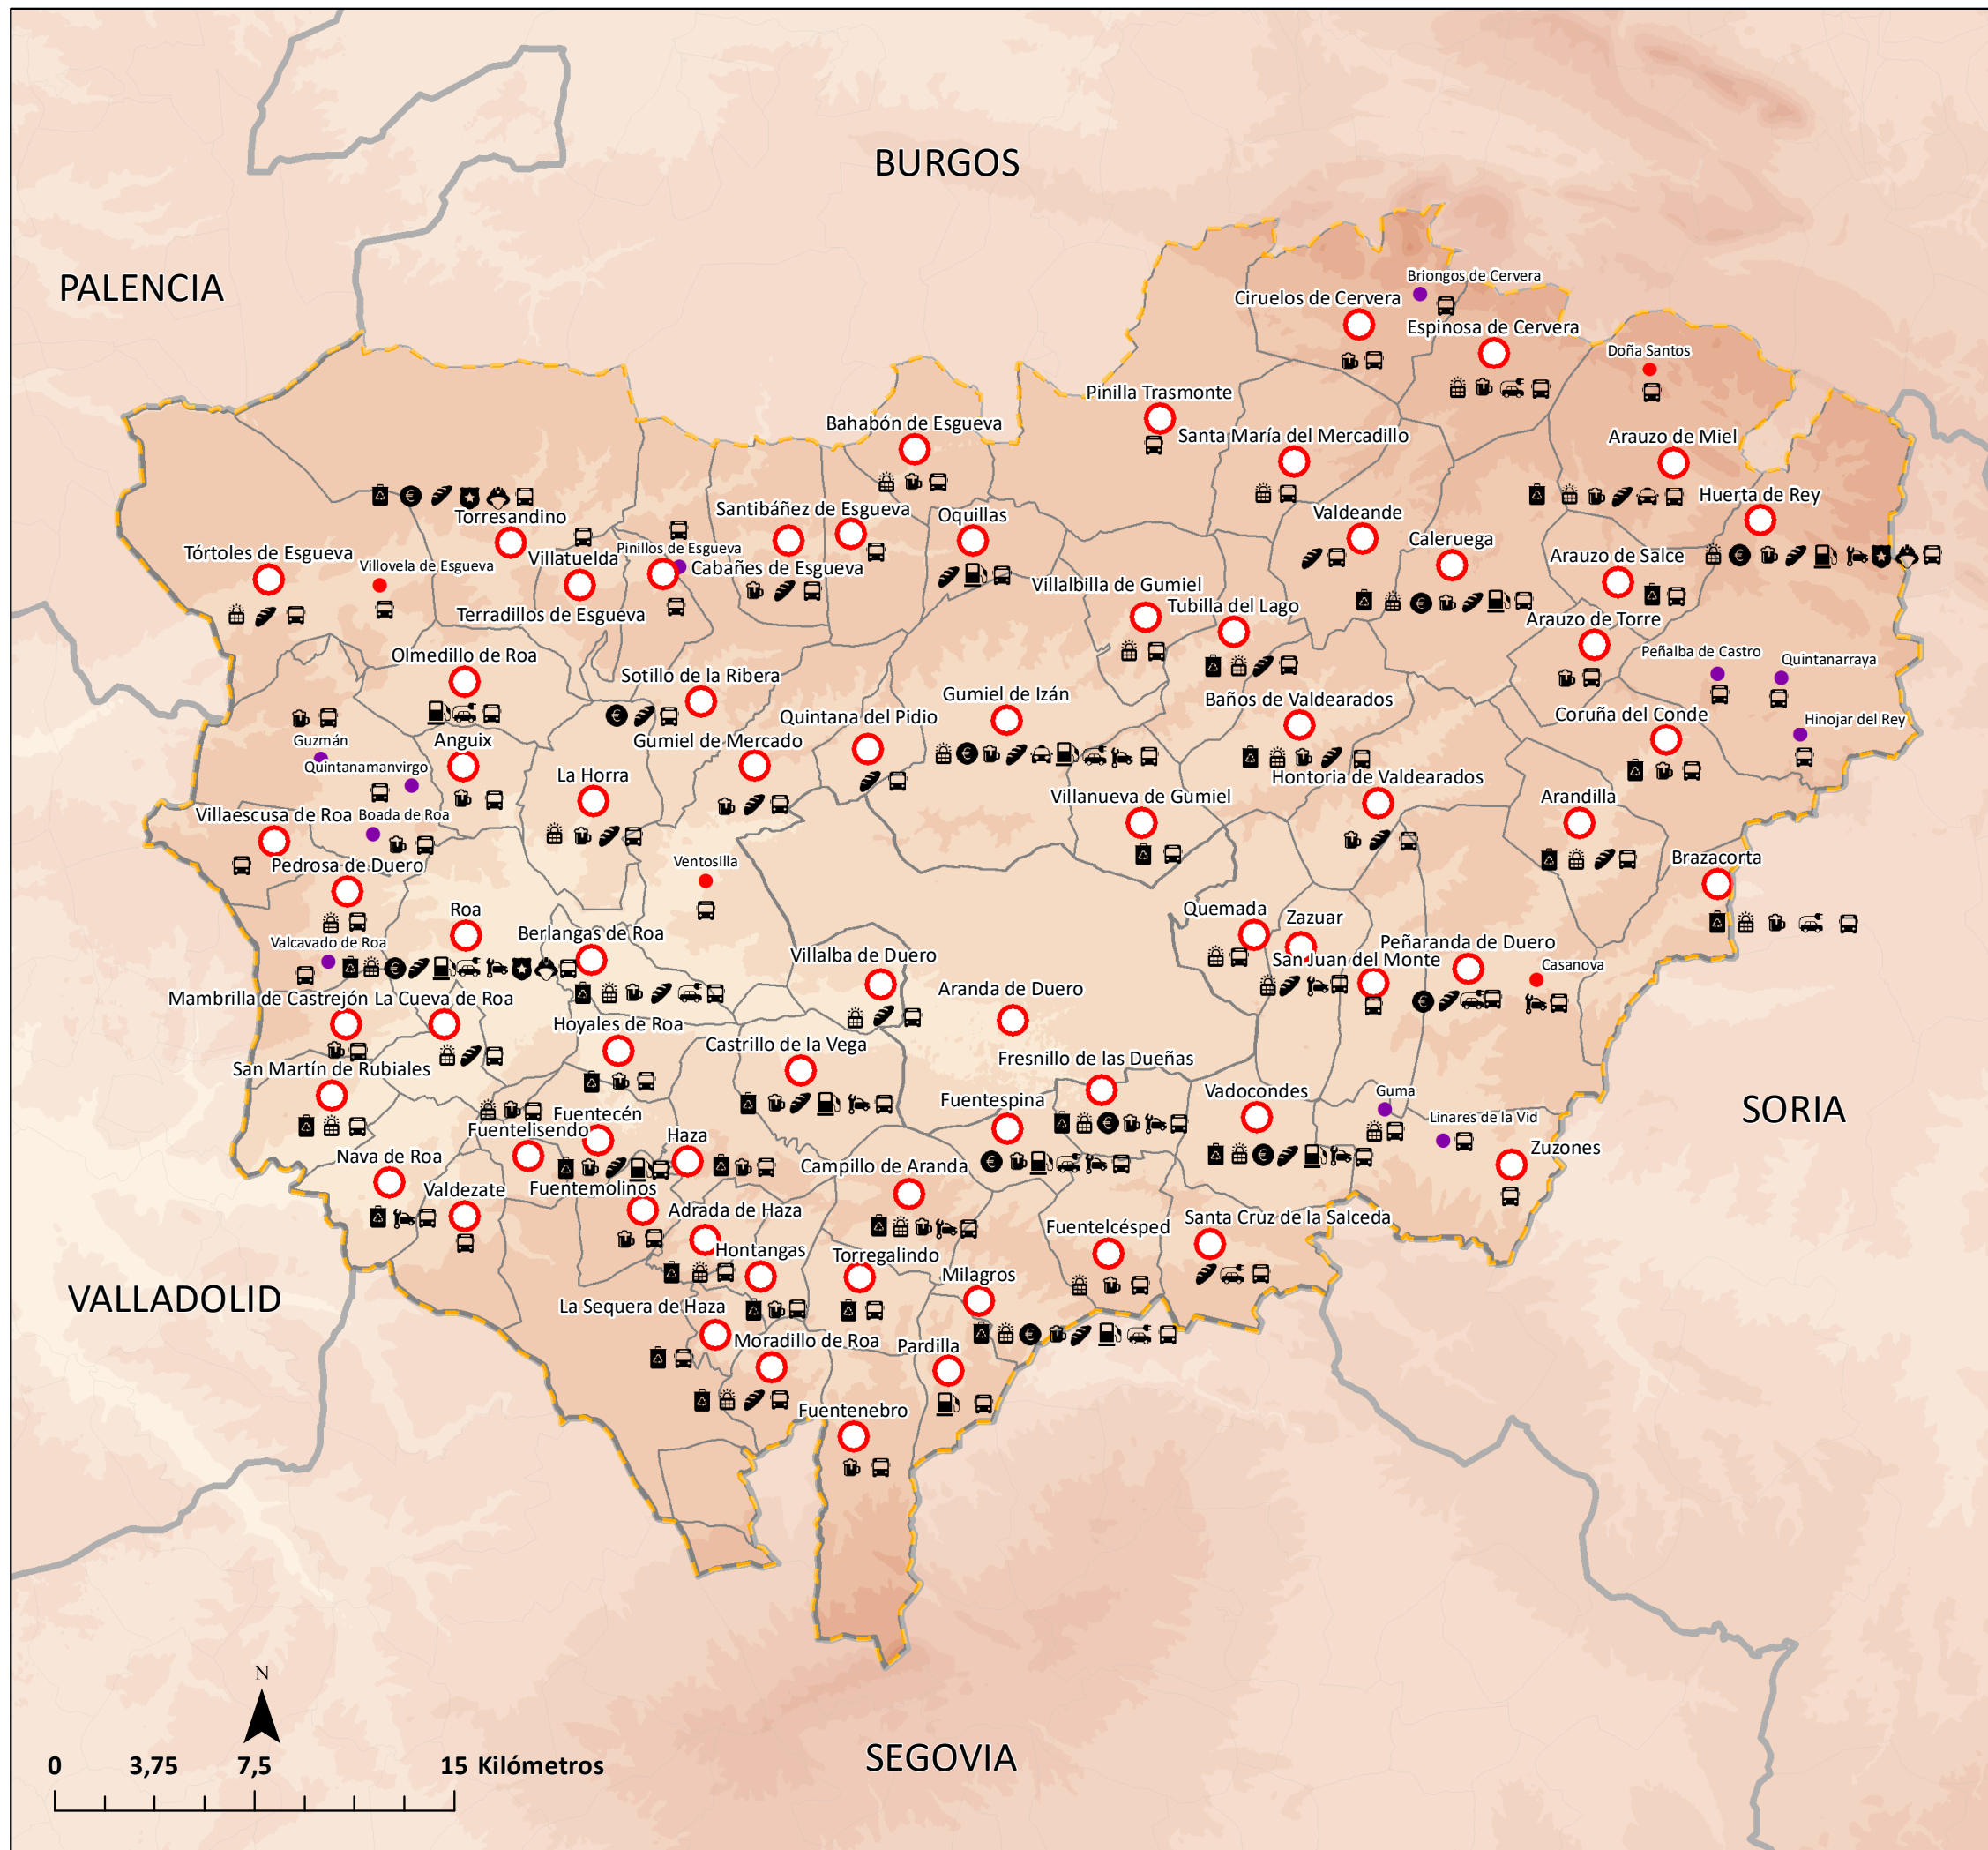 BURGOS
PALENCIA
Briongos de Cervera
Ciruelos de Cervera
Espinosa de Cervera
Doña Santos
Pinilla Trasmonte
Bahabón de Esgueva
Santa María del Mercadillo
Arauzo de Miel
Huerta de Rey
Torresandino
Santibáñez de Esgueva
Oquillas
Valdeande
Caleruega
Tórtoles de Esgueva
Villovela de Esgueva
Villatuelda
Pinillos de Esgueva
Cabañes de Esgueva
Arauzo de Salce
Villalbilla de Gumiel
Tubilla del Lago
Terradillos de Esgueva
Arauzo de Torre
Olmedillo de Roa
Peñalba de Castro
Quintanarraya
Sotillo de la Ribera
Gumiel de Izán
Baños de Valdearados
Quintana del Pidio
Coruña del Conde
Hinojar del Rey
Guzmán
Anguix
Gumiel de Mercado
Quintanamanvirgo
La Horra
Hontoria de Valdearados
Villanueva de Gumiel
Arandilla
Villaescusa de Roa
Boada de Roa
Pedrosa de Duero
Ventosilla
Brazacorta
Roa
Quemada
Zazuar
Berlangas de Roa
Valcavado de Roa
Villalba de Duero
Peñaranda de Duero
San Juan del Monte
Casanova
Aranda de Duero
Mambrilla de Castrejón
La Cueva de Roa
Hoyales de Roa
Castrillo de la Vega
Fresnillo de las Dueñas
San Martín de Rubiales
Fuentespina
Vadocondes
Guma
SORIA
Fuentecén
Linares de la Vid
Fuentelisendo
Haza
Zuzones
Nava de Roa
Campillo de Aranda
Valdezate
Fuentemolinos
Adrada de Haza
Fuentelcésped
Santa Cruz de la Salceda
Hontangas
Torregalindo
Milagros
VALLADOLID
La Sequera de Haza
Moradillo de Roa
Pardilla
Fuentenebro
N
SEGOVIA
0 3,75 7,5 15 Kilómetros